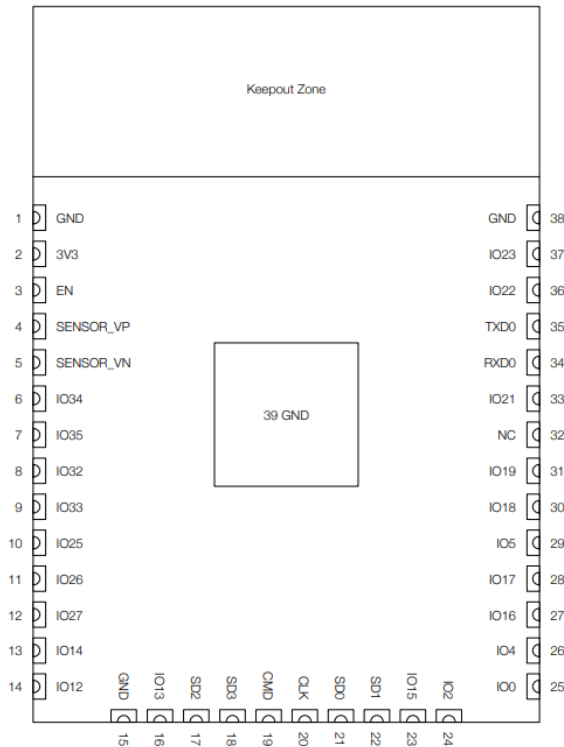 Keepout Zone
1 GND
2 3V3
3 EN
4 SENSOR_VP
5 SENSOR_VN
6 IO34
7 IO35
8 IO32
9 IO33
10 IO25
11 IO26
12 IO27
13 IO14
14 IO12
39 GND
GND 38
IO23 37
IO22 36
TXD0 35
RXD0 34
IO21 33
NC 32
IO19 31
IO18 30
IO5 29
IO17 28
IO16 27
IO4 26
IO0 25
GND 15
IO13 16
SD2 17
SD3 18
CMD 19
CLK 20
SD0 21
SD1 22
IO15 23
IO2 24